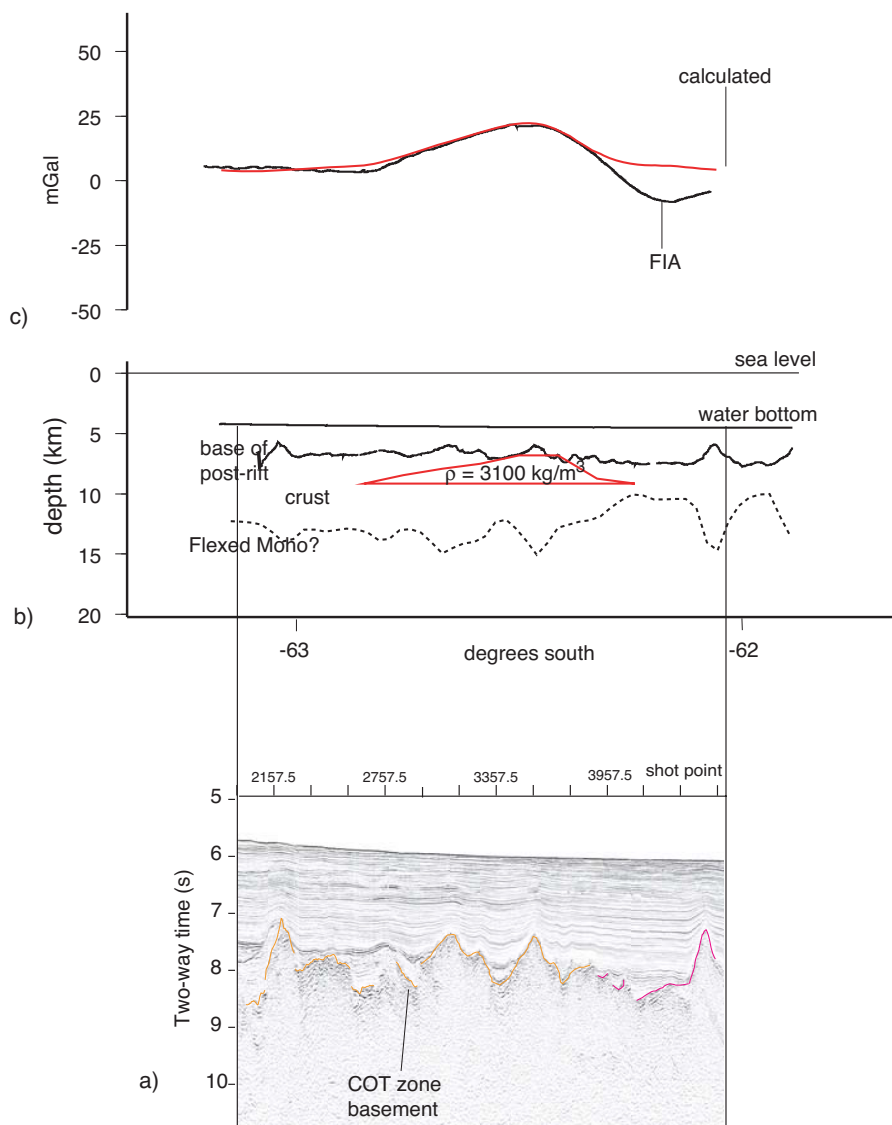 50
25
0
-25
-50
mGal
calculated
FIA
c)
0
5
10
15
20
depth (km)
sea level
water bottom
base of
post-rift
ρ = 3100 kg/m3
crust
Flexed Mono?
b)
-63
degrees south
-62
2157.5
2757.5
3357.5
3957.5
shot point
5
6
7
8
9
10
Two-way time (s)
COT zone
basement
a)